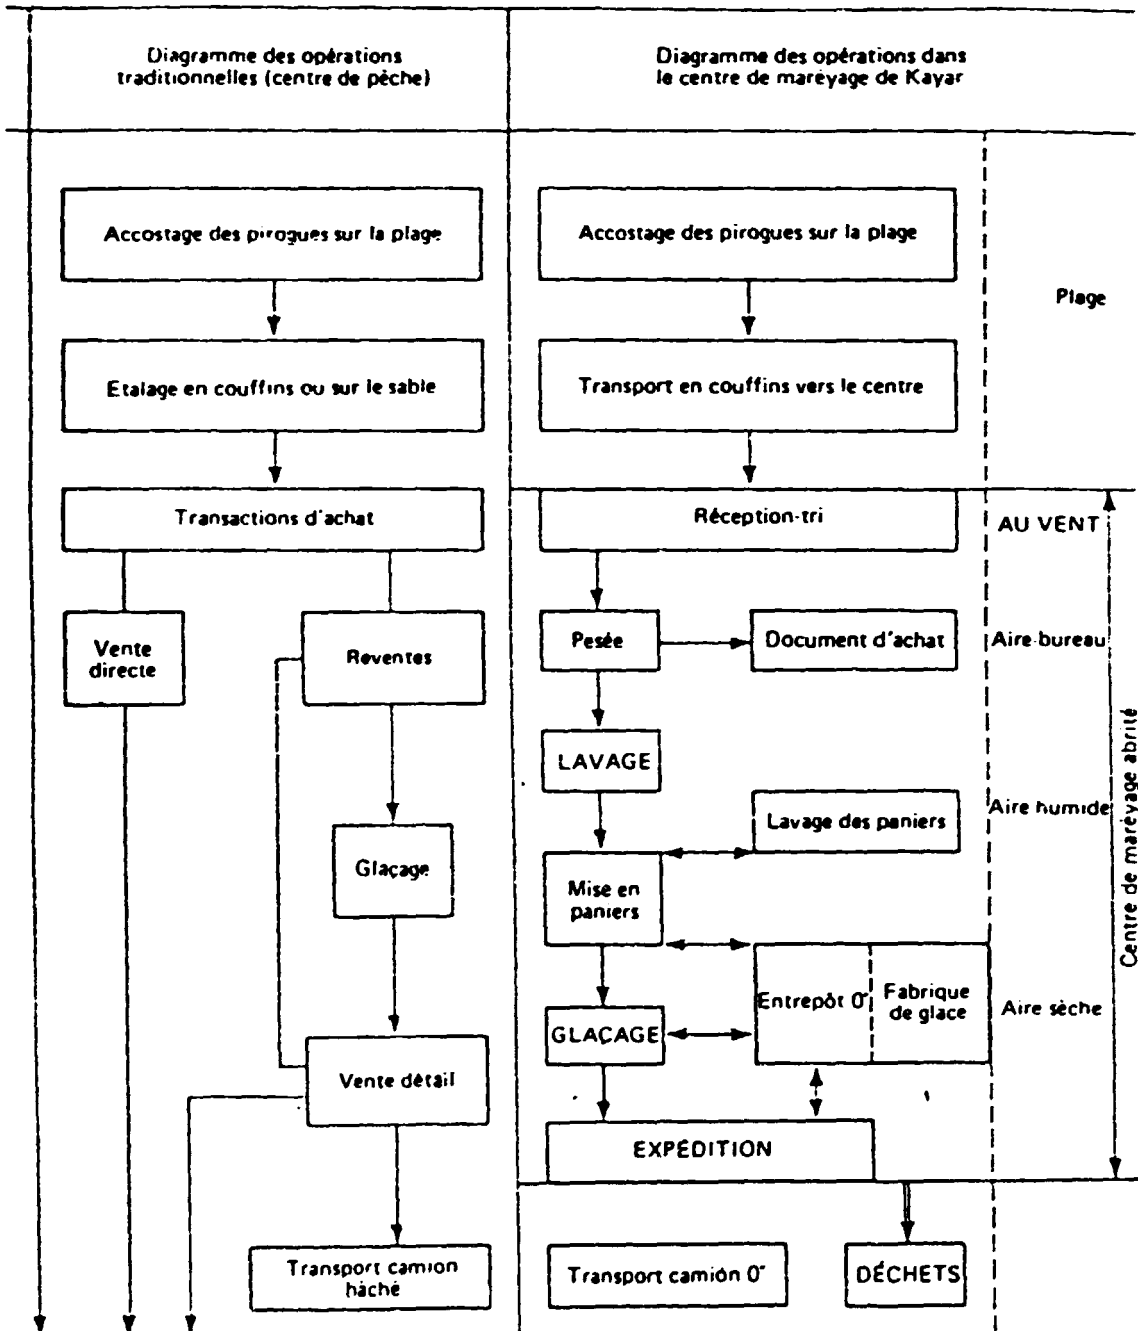 Diagramme des opérations
traditionnelles (centre de pèche)
Diagramme des opérations dans
le centre de maréyage de Kayar
Accostage des pirogues sur la plage
Etalage en couffins ou sur le sable
Transactions d'achat
Vente
directe
Reventes
Glaçage
Vente détail
Transport camion
hâché
Accostage des pirogues sur la plage
Transport en couffins vers le centre
Réception-tri
Pesée
Document d'achat
LAVAGE
Lavage des paniers
Mise en
paniers
Entrepôt 0°
Fabrique
de glace
GLAÇAGE
EXPÉDITION
Transport camión 0°
DÉCHETS
Plage
AU VENT
Aire-bureau
Aire humide
Aire sèche
Centre de maréyage abrité